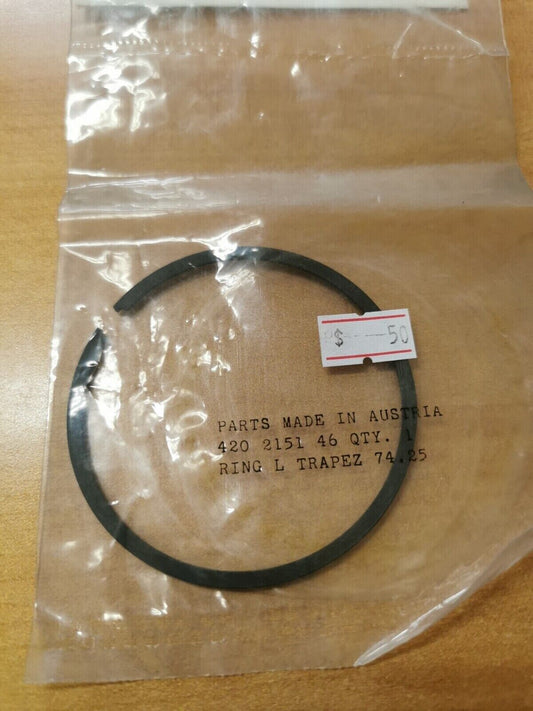 $ ----50
PARTS MADE IN AUSTRIA
420 2151 46 QTY. 1
RING L TRAPEZ 74.25